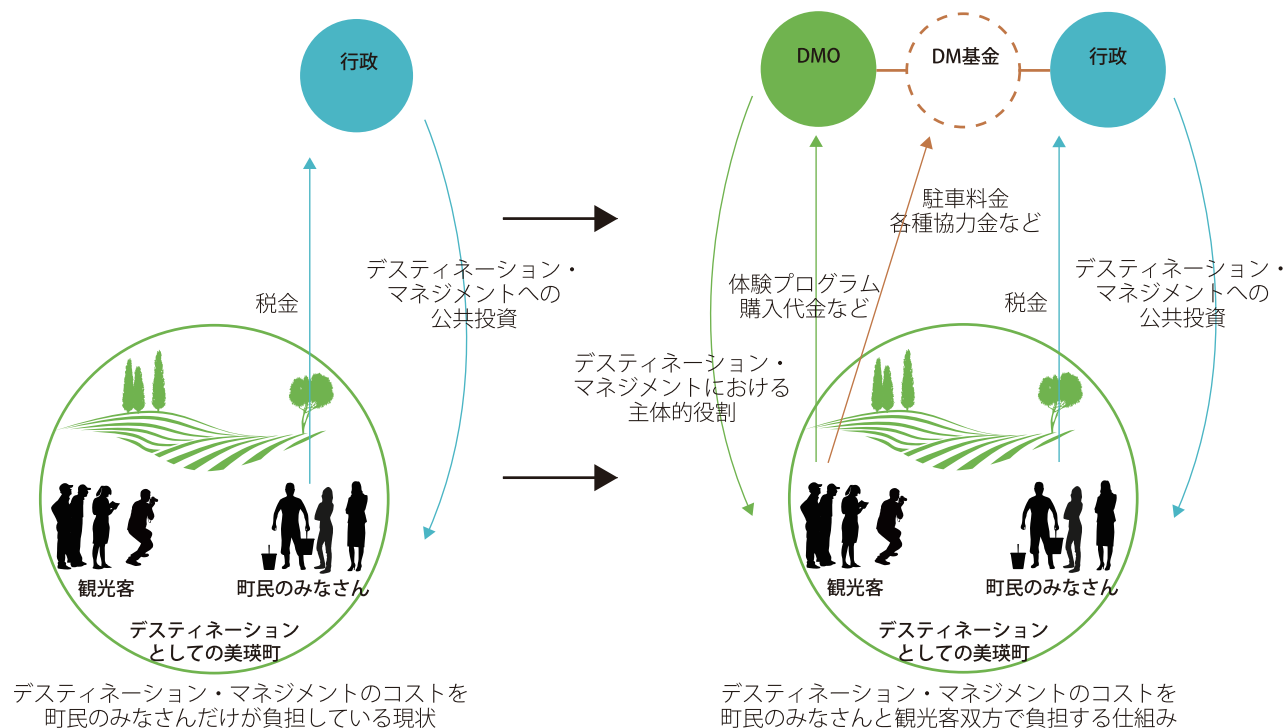 行政
税金
デスティネーション・
マネジメントへの
公共投資
観光客
町民のみなさん
デスティネーション
としての美瑛町
デスティネーション・マネジメントのコストを
町民のみなさんだけが負担している現状
DMO
DM基金
行政
駐車料金
各種協力金など
体験プログラム
購入代金など
税金
デスティネーション・
マネジメントへの
公共投資
デスティネーション・
マネジメントにおける
主体的役割
観光客
町民のみなさん
デスティネーション
としての美瑛町
デスティネーション・マネジメントのコストを
町民のみなさんと観光客双方で負担する仕組み